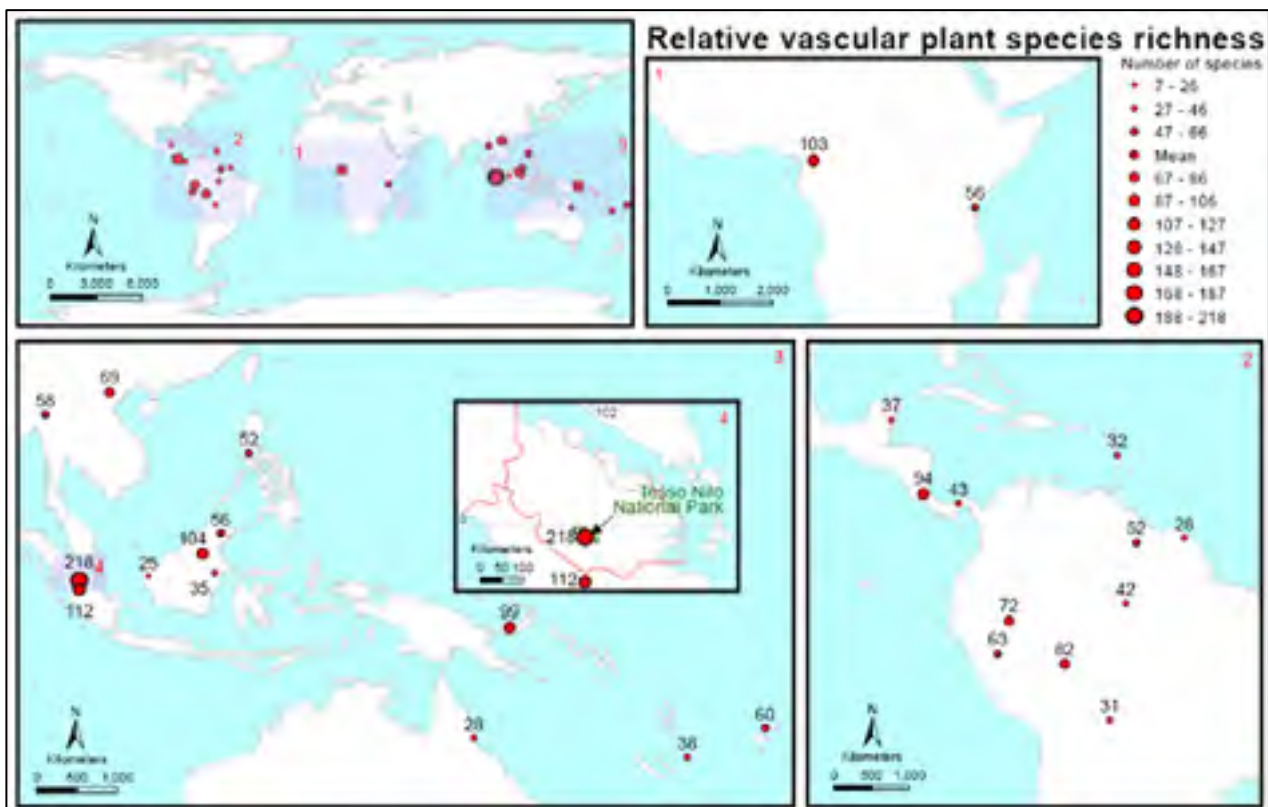 Relative vascular plant species richness
Number of species
7 - 26
27 - 46
47 - 66
Mean
67 - 86
87 - 106
107 - 127
128 - 147
148 - 167
168 - 187
188 - 218
1
2
3
N
Kilometers
0 3,000 6,000
1
103
56
N
Kilometers
0 1,000 2,000
3
69
58
52
56
104
25
35
218
4
112
99
28
36
60
N
Kilometers
0 500 1,000
4
102
0
Tesso Nilo
National Park
218
112
Kilometers
0 50 100
2
37
32
94
43
52
26
42
72
63
82
31
N
Kilometers
0 500 1,000